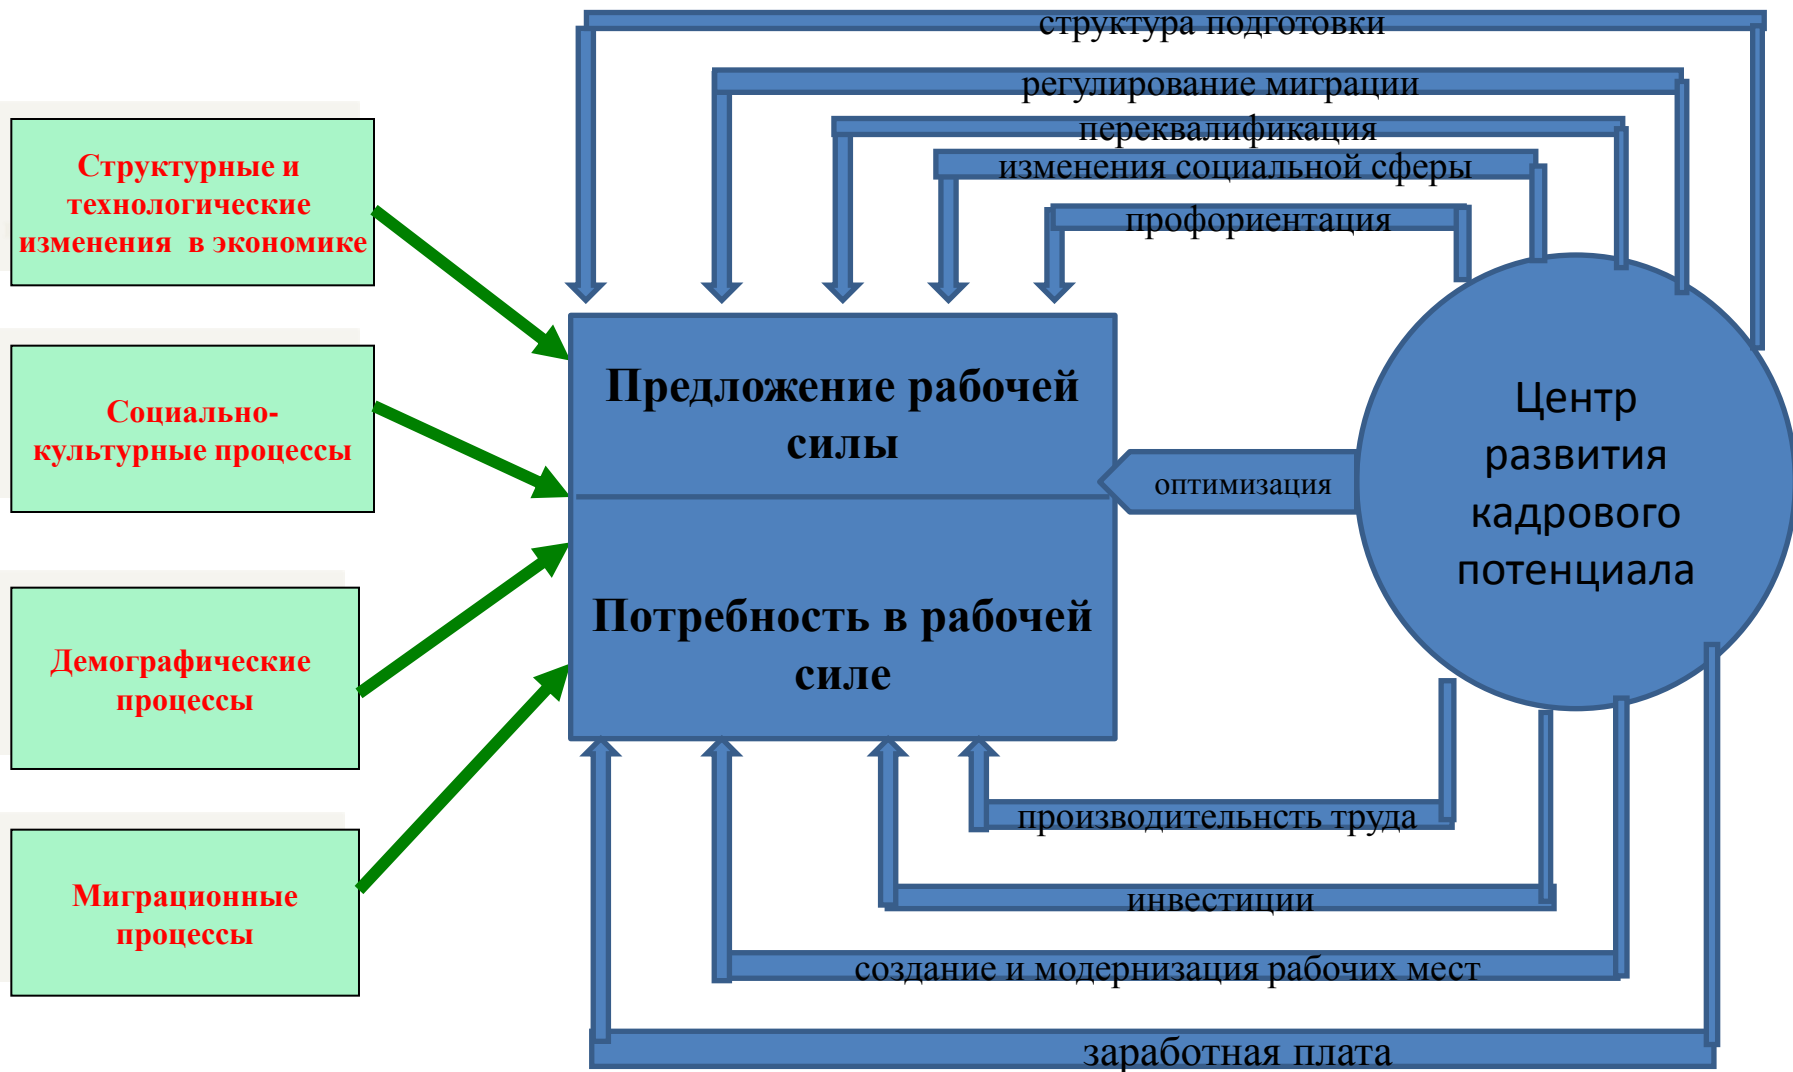 структура подготовки
регулирование миграции
переквалификация
изменения социальной сферы
профориентация
Структурные и
технологические
изменения в экономике
Социально-
культурные процессы
Демографические
процессы
Миграционные
процессы
Предложение рабочей
силы
Потребность в рабочей
силе
оптимизация
Центр
развития
кадрового
потенциала
производительнсть труда
инвестиции
создание и модернизация рабочих мест
заработная плата